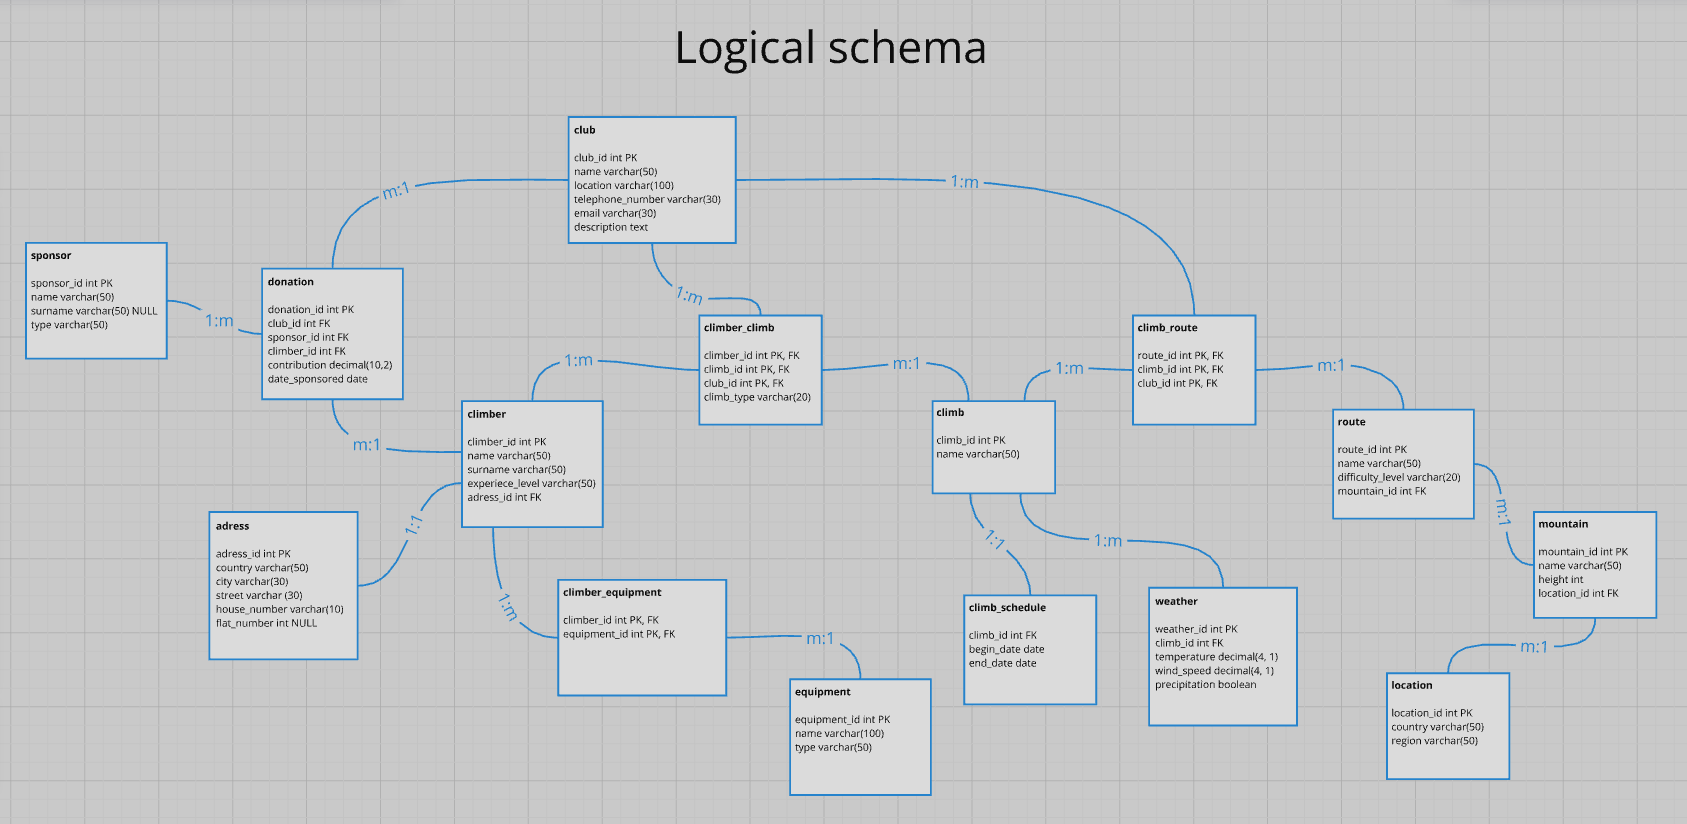 Logical schema
club
club_id int PK
name varchar(50)
location varchar(100)
telephone_number varchar(30)
email varchar(30)
description text
m:1
1:m
1:m
sponsor
sponsor_id int PK
name varchar(50)
surname varchar(50) NULL
type varchar(50)
1:m
donation
donation_id int PK
club_id int FK
sponsor_id int FK
climber_id int FK
contribution decimal(10,2)
date_sponsored date
m:1
climber_climb
climber_id int PK, FK
climb_id int PK, FK
club_id int PK, FK
climb_type varchar(20)
1:m
m:1
climb_route
route_id int PK, FK
climb_id int PK, FK
club_id int PK, FK
1:m
m:1
climber
climber_id int PK
name varchar(50)
surname varchar(50)
experiece_level varchar(50)
adress_id int FK
climb
climb_id int PK
name varchar(50)
route
route_id int PK
name varchar(50)
difficulty_level varchar(20)
mountain_id int FK
m:1
adress
adress_id int PK
country varchar(50)
city varchar(30)
street varchar (30)
house_number varchar(10)
flat_number int NULL
1:1
1:m
climber_equipment
climber_id int PK, FK
equipment_id int PK, FK
m:1
equipment
equipment_id int PK
name varchar(100)
type varchar(50)
1:1
1:m
climb_schedule
climb_id int FK
begin_date date
end_date date
weather
weather_id int PK
climb_id int FK
temperature decimal(4, 1)
wind_speed decimal(4, 1)
precipitation boolean
mountain
mountain_id int PK
name varchar(50)
height int
location_id int FK
m:1
location
location_id int PK
country varchar(50)
region varchar(50)